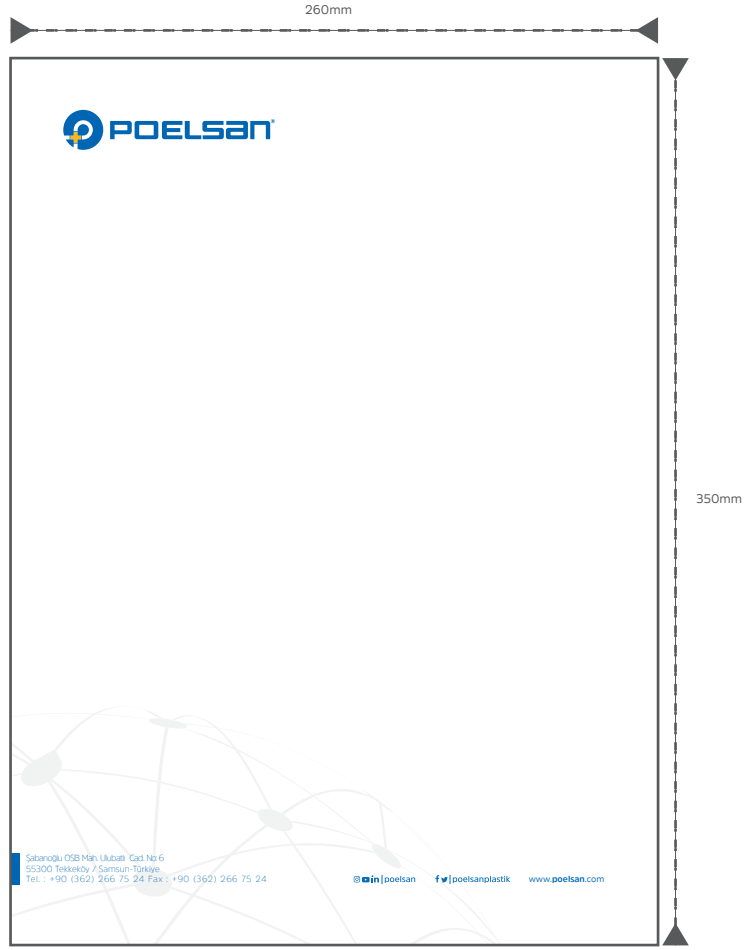 260mm
POELSAN®
350mm
Şabanoğlu OSB Mah. Ulubatlı Cad. No:6
55300 Tekkeköy / Samsun-Türkiye
Tel. : +90 (362) 266 75 24 Fax : +90 (362) 266 75 24
in|poelsan f |poelsanplastik www.poelsan.com